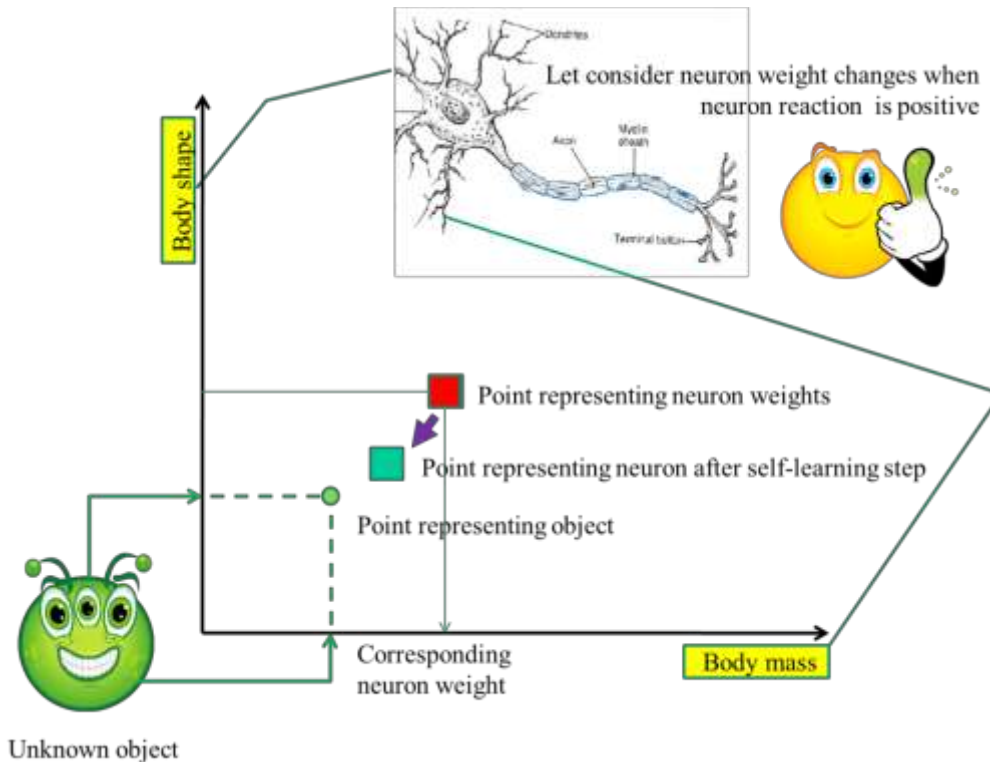 Dendrites
Let consider neuron weight changes when
neuron reaction is positive
Body shape
Axon
Myelin
sheath
Terminal button
Point representing neuron weights
Point representing neuron after self-learning step
Point representing object
Corresponding
neuron weight
Body mass
Unknown object